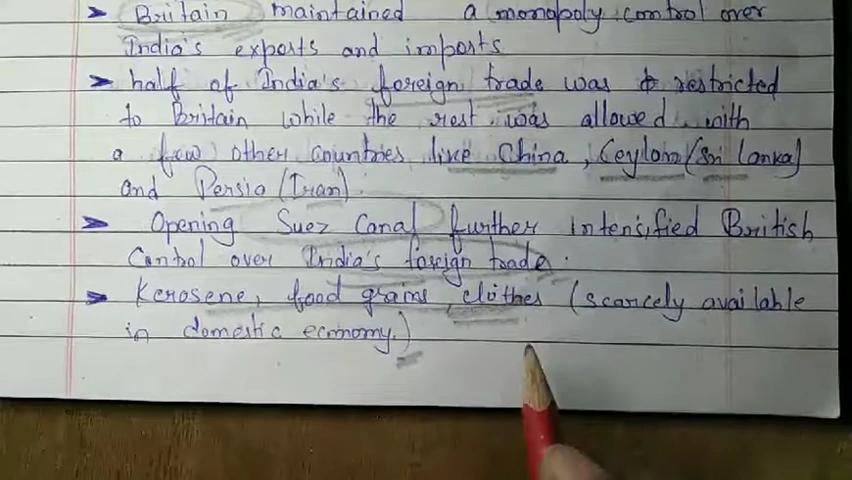 ➤ Britain maintained a monopoly control over
India's exports and imports
➤ half of India's foreign trade was restricted
to Britain while the rest was allowed with
a few other countries like China, Ceylon (Sri Lanka)
and Persia (Iran).
➤ Opening Suez Canal further intensified British
Control over India's foreign trade.
➤ Kerosene, food grains, clothes (scarcely available
in domestic economy.)